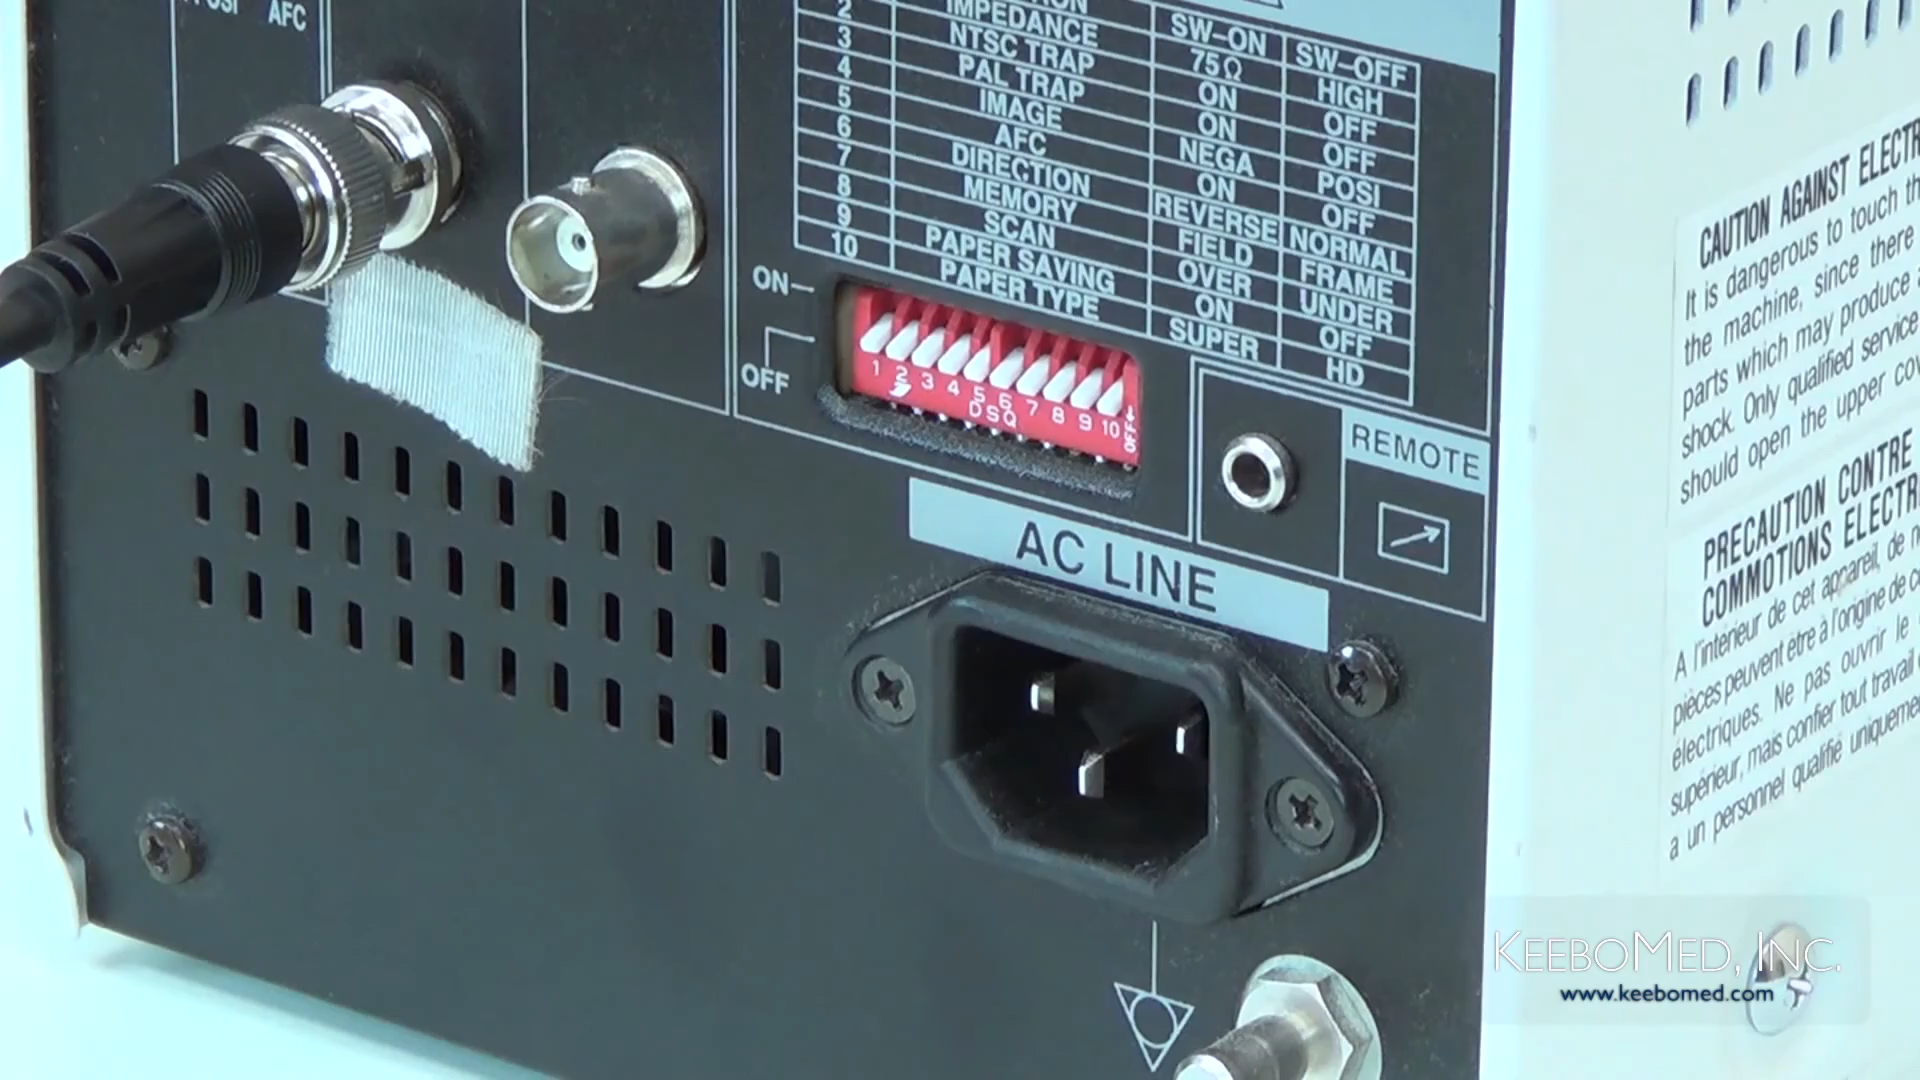 POSI AFC
SW-ON SW-OFF
IMPEDANCE 75Ω HIGH
2 NTSC TRAP ON OFF
3 PAL TRAP ON OFF
4 IMAGE NEGA POSI
5 AFC ON OFF
6 DIRECTION REVERSE NORMAL
7 MEMORY FIELD FRAME
8 SCAN OVER UNDER
9 PAPER SAVING ON OFF
10 PAPER TYPE SUPER HD
ON
OFF
1 2 3 4 5 6 7 8 9 10
DSQ
OFF
REMOTE
AC LINE
CAUTION AGAINST ELECTR
It is dangerous to touch th
the machine, since there
parts which may produce
shock. Only qualified service
should open the upper cov
PRECAUTION CONTRE
COMMOTIONS ELECTR
A l'intérieur de cet appareil, de
pièces peuvent être à l'origine de c
électriques. Ne pas ouvrir le
supérieur, mais confier tout travail
a un personnel qualifié uniquement
KEEBOMED, INC.
www.keebomed.com